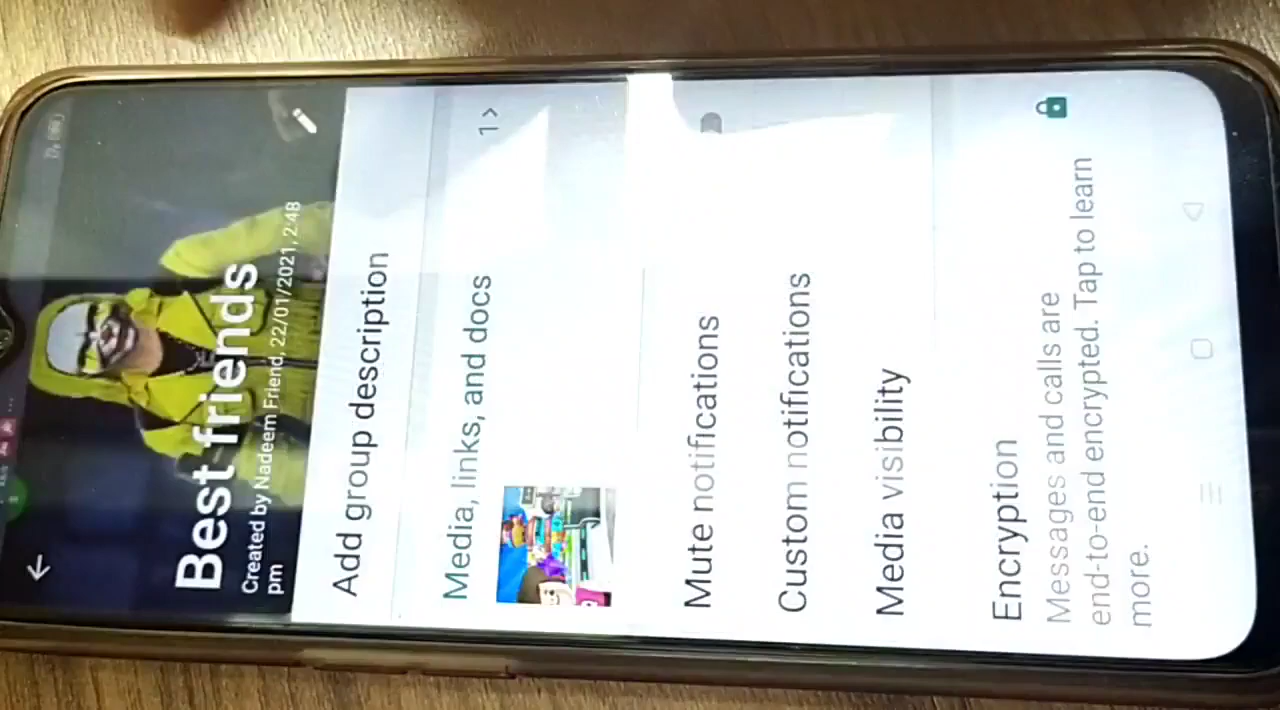 Best friends
Created by Nadeem Friend, 22/01/2021, 2:48
pm
Add group description
Media, links, and docs
1 >
Mute notifications
Custom notifications
Media visibility
Encryption
Messages and calls are
end-to-end encrypted. Tap to learn
more.